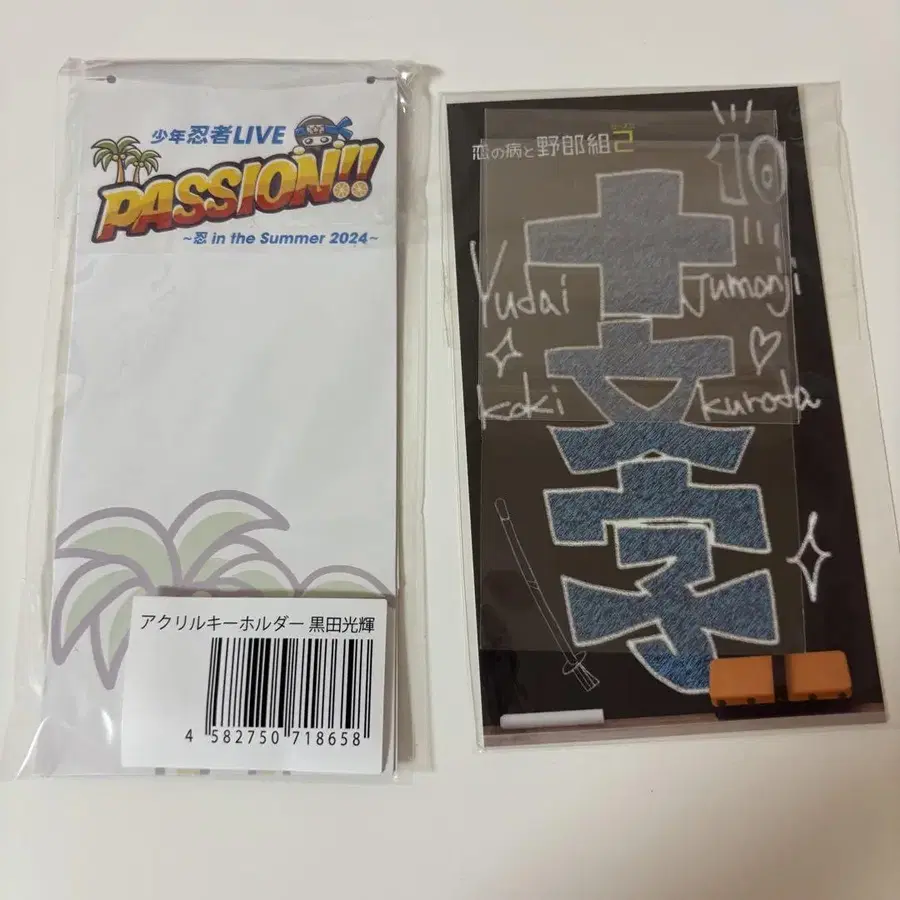 少年忍者LIVE
PASSION!!
~忍 in the Summer 2024~
アクリルキーホルダー 黒田光輝
4 582750 718658
恋の病と野郎組2
10
十文字
Yudai Jumonji
Koki Kuroda